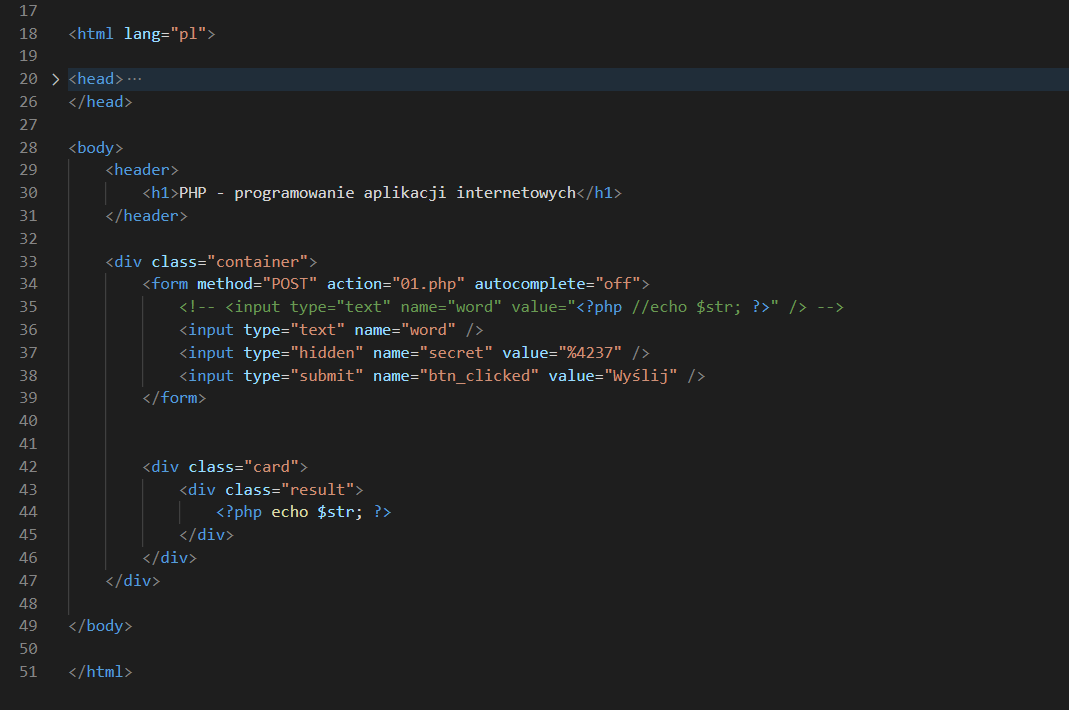 17
18 <html lang="pl">
19
20 <head>···
26 </head>
27
28 <body>
29     <header>
30         <h1>PHP - programowanie aplikacji internetowych</h1>
31     </header>
32
33     <div class="container">
34         <form method="POST" action="01.php" autocomplete="off">
35             <!-- <input type="text" name="word" value="<?php //echo $str; ?>" /> -->
36             <input type="text" name="word" />
37             <input type="hidden" name="secret" value="%4237" />
38             <input type="submit" name="btn_clicked" value="Wyślij" />
39         </form>
40
41
42         <div class="card">
43             <div class="result">
44                 <?php echo $str; ?>
45             </div>
46         </div>
47     </div>
48
49 </body>
50
51 </html>